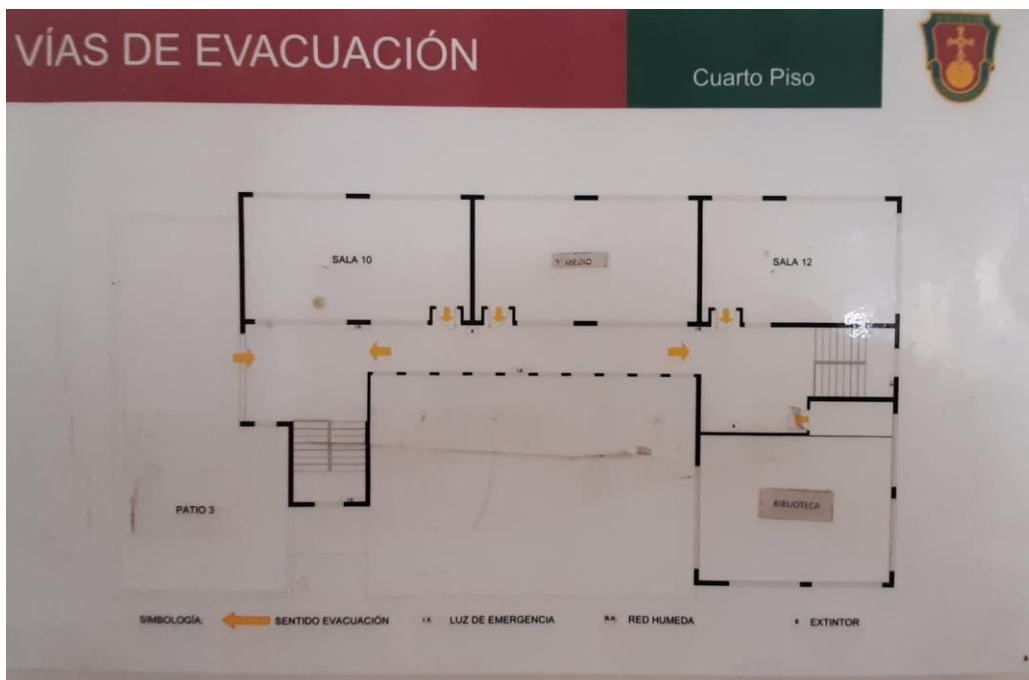 VÍAS DE EVACUACIÓN
Cuarto Piso
SALA 10
MEDIO
SALA 12
PATIO 3
BIBLIOTECA
SIMBOLOGÍA:
SENTIDO EVACUACIÓN
LUZ DE EMERGENCIA
R.H. RED HUMEDA
E EXTINTOR